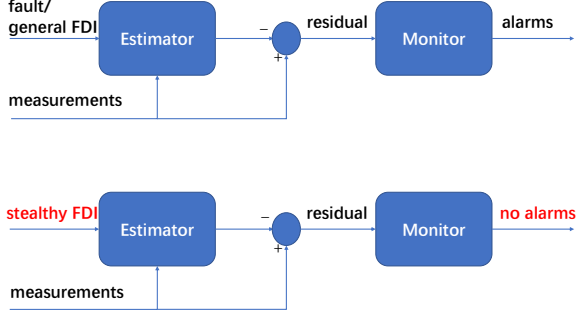 fault/
general FDI
Estimator
−
+
residual
Monitor
alarms
measurements
stealthy FDI
Estimator
−
+
residual
Monitor
no alarms
measurements